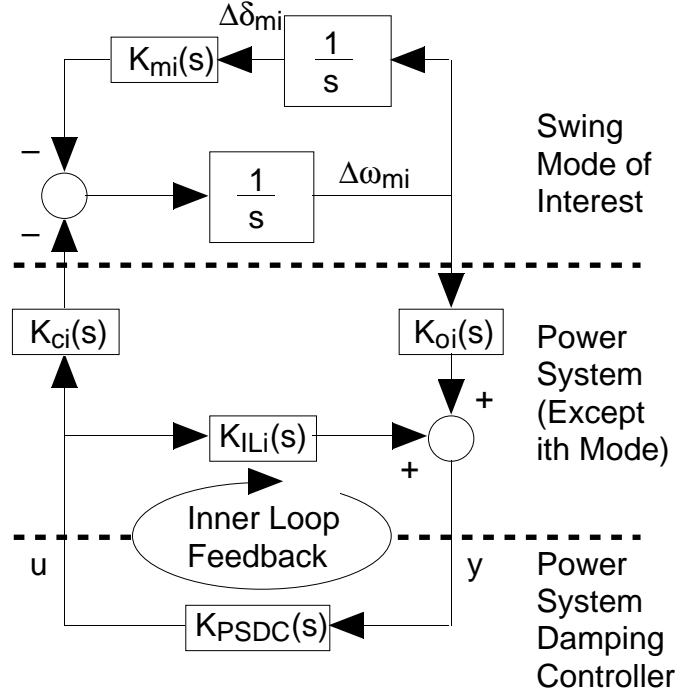 Δδmi
Kmi(s)
1
s
–
Swing
Mode of
Interest
1
s
Δωmi
–
Kci(s)
Koi(s)
Power
System
(Except
ith Mode)
+
KILi(s)
+
Inner Loop
Feedback
u
y
KPSDC(s)
Power
System
Damping
Controller